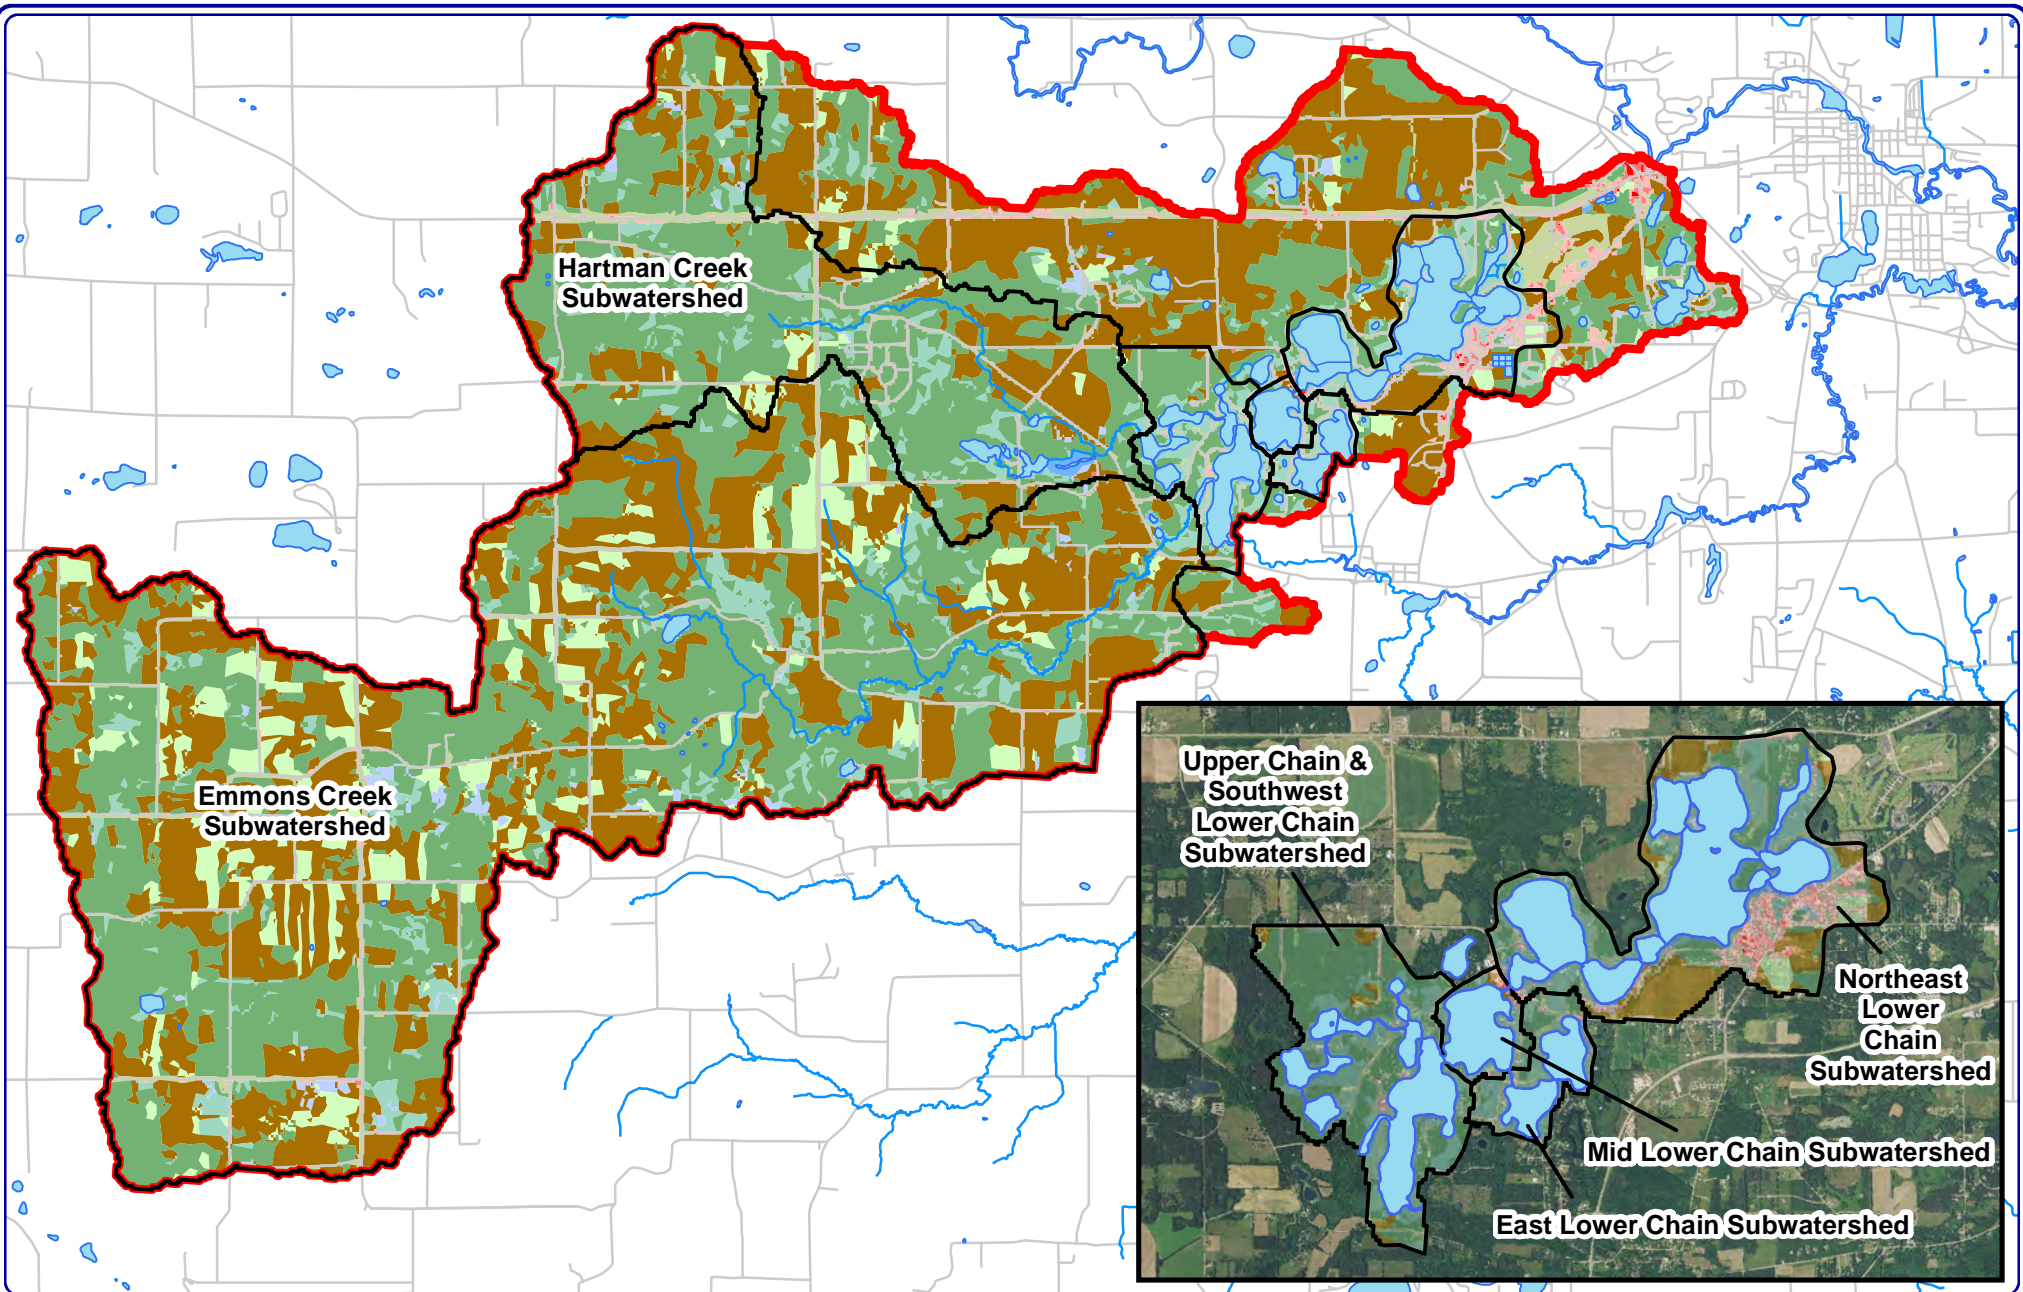 Hartman Creek
Subwatershed
Emmons Creek
Subwatershed
Upper Chain &
Southwest
Lower Chain
Subwatershed
Northeast
Lower
Chain
Subwatershed
Mid Lower Chain Subwatershed
East Lower Chain Subwatershed